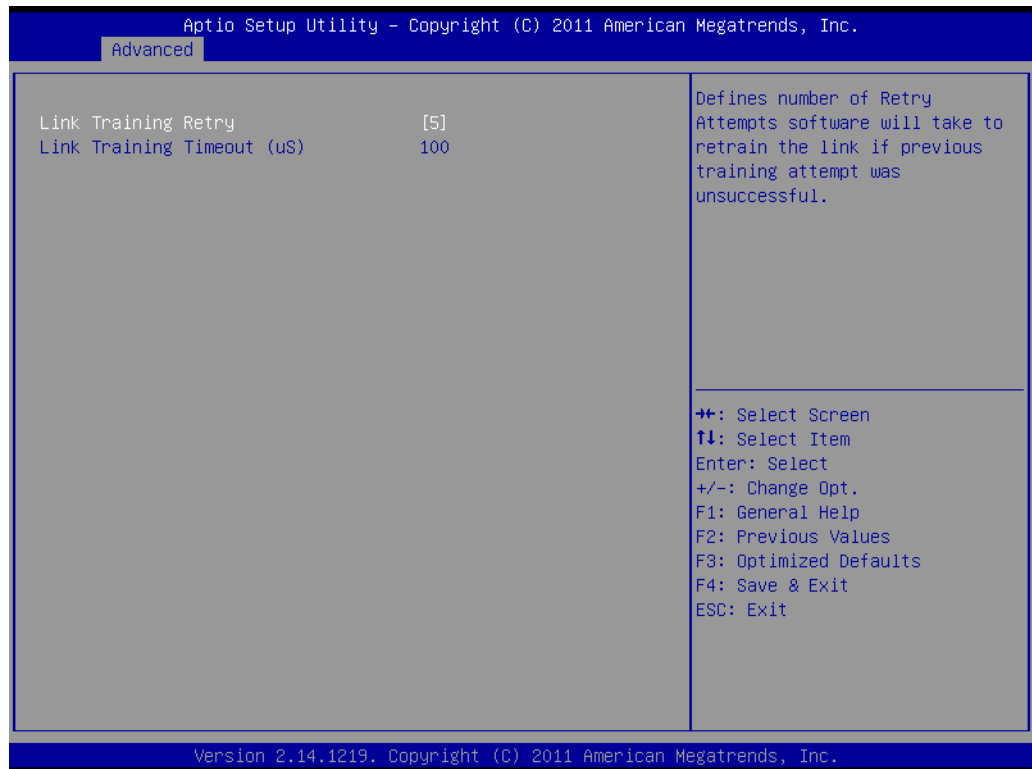 Aptio Setup Utility – Copyright (C) 2011 American Megatrends, Inc.
Advanced
Link Training Retry [5]
Link Training Timeout (uS) 100
Defines number of Retry
Attempts software will take to
retrain the link if previous
training attempt was
unsuccessful.
→←: Select Screen
↑↓: Select Item
Enter: Select
+/-: Change Opt.
F1: General Help
F2: Previous Values
F3: Optimized Defaults
F4: Save & Exit
ESC: Exit
Version 2.14.1219. Copyright (C) 2011 American Megatrends, Inc.